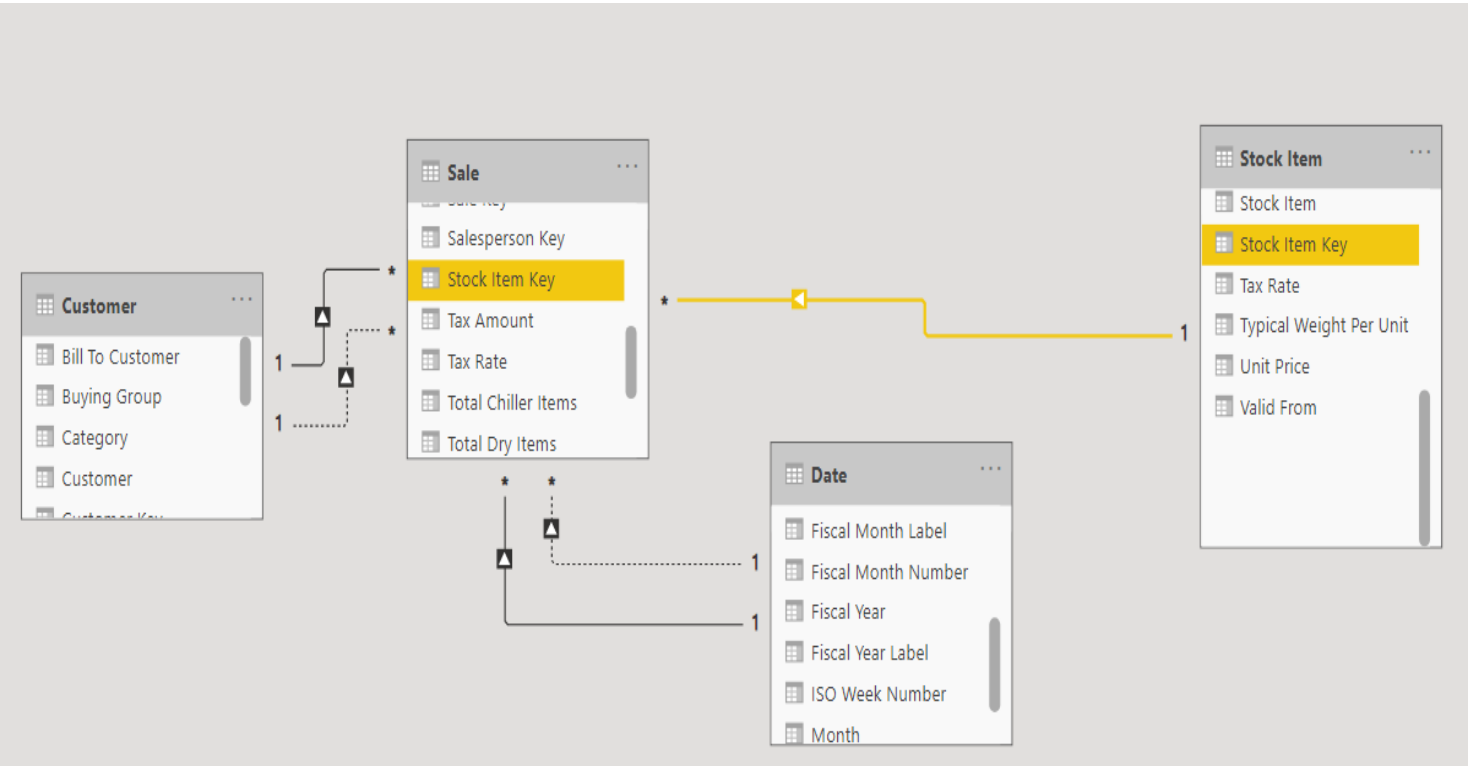 Sale
Salesperson Key
Stock Item Key
Tax Amount
Tax Rate
Total Chiller Items
Total Dry Items
Stock Item
Stock Item
Stock Item Key
Tax Rate
Typical Weight Per Unit
Unit Price
Valid From
Customer
Bill To Customer
Buying Group
Category
Customer
Date
Fiscal Month Label
Fiscal Month Number
Fiscal Year
Fiscal Year Label
ISO Week Number
Month
*
*
1
1
*
1
*
*
1
1